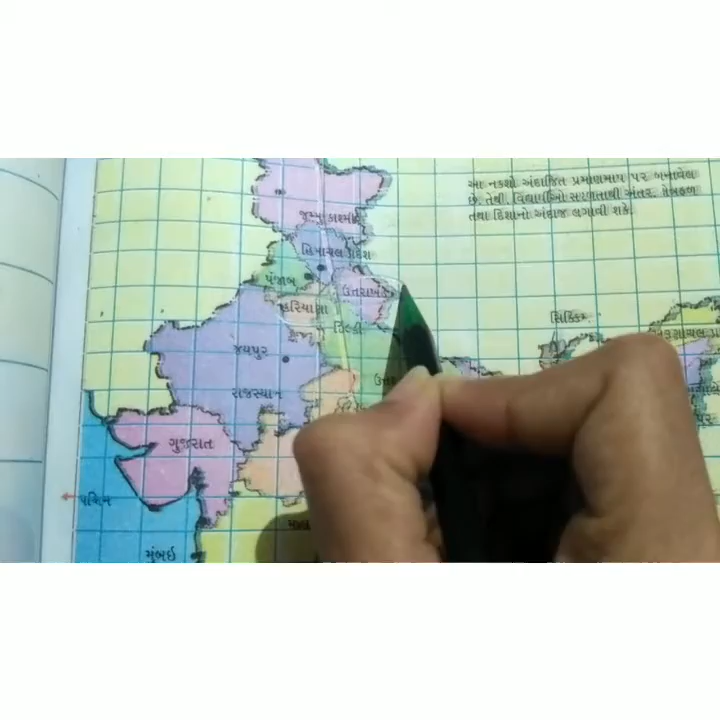 આ નકશો અંદાજિત પ્રમાણમાપ પર બનાવેલ
છે. તેથી, વિદ્યાર્થીઓ સરળતાથી અંતર, ક્ષેત્રફળ
તથા દિશાનો અંદાજ લગાવી શકે.
જમ્મુ કાશ્મીર
હિમાચલ પ્રદેશ
પંજાબ
ઉત્તરાખંડ
હરિયાણા
દિલ્હી
સિક્કિમ
જયપુર
રાજસ્થાન
ગુજરાત
પશ્ચિમ
મુંબઈ